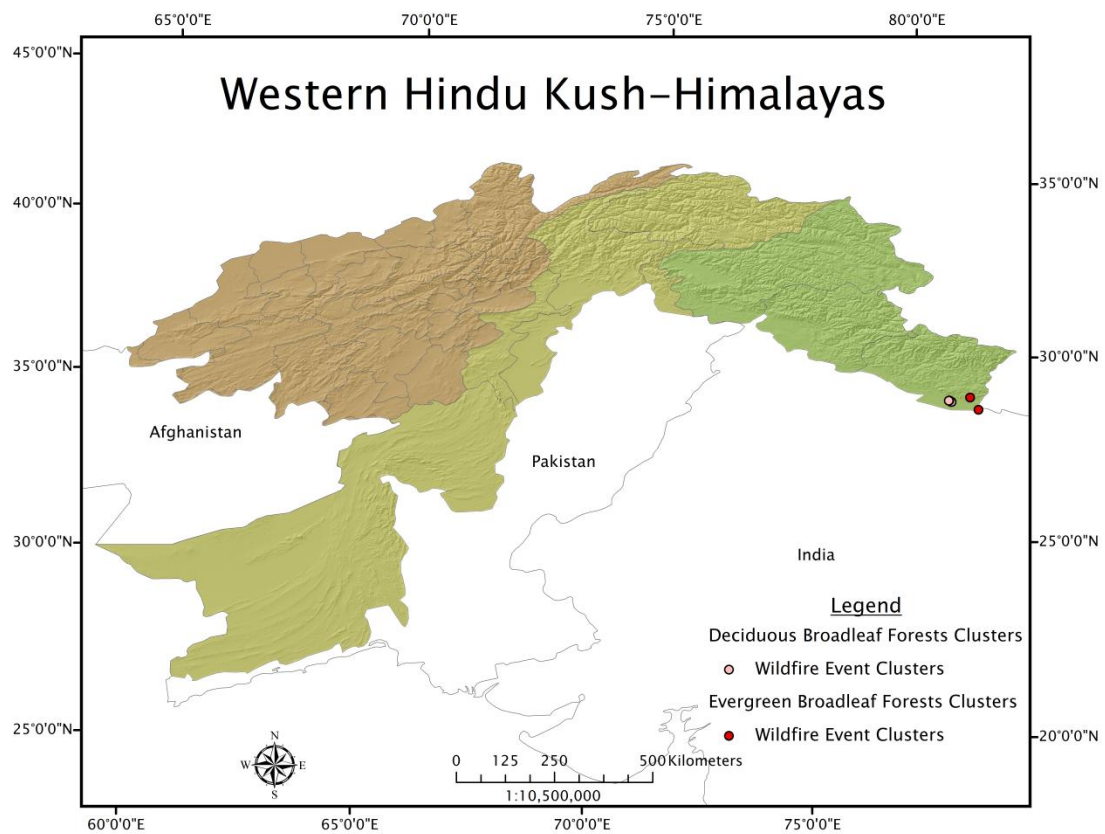 65°0'0"E 70°0'0"E 75°0'0"E 80°0'0"E
45°0'0"N
Western Hindu Kush-Himalayas
40°0'0"N
35°0'0"N
35°0'0"N
30°0'0"N
Afghanistan
Pakistan
30°0'0"N
25°0'0"N
India
Legend
Deciduous Broadleaf Forests Clusters
Wildfire Event Clusters
Evergreen Broadleaf Forests Clusters
25°0'0"N
Wildfire Event Clusters
20°0'0"N
N
W E
S
0 125 250 500 Kilometers
1:10,500,000
60°0'0"E 65°0'0"E 70°0'0"E 75°0'0"E